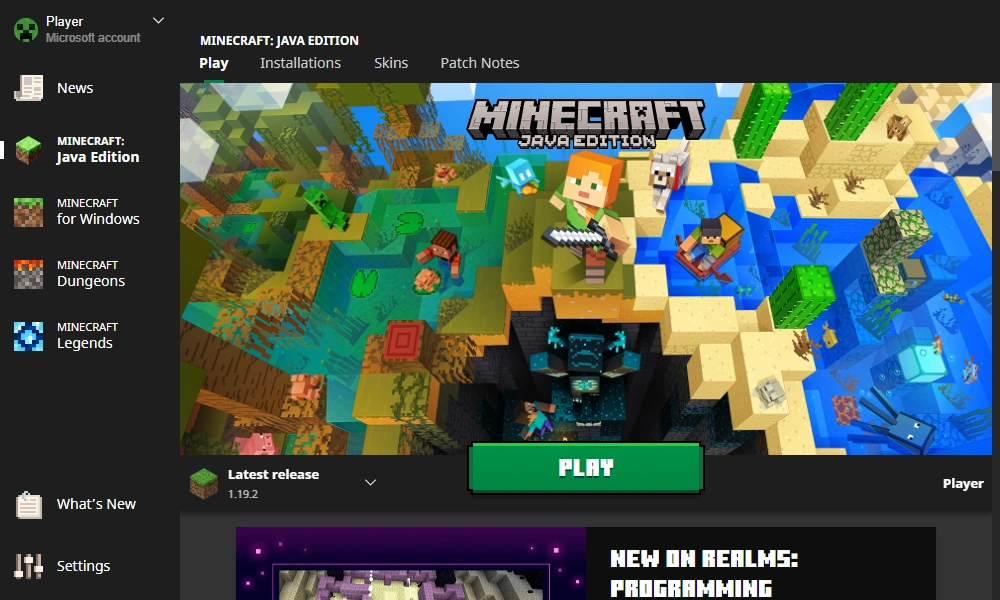 Player
Microsoft account
News
MINECRAFT:
Java Edition
MINECRAFT
for Windows
MINECRAFT
Dungeons
MINECRAFT
Legends
What's New
Settings
MINECRAFT: JAVA EDITION
Play Installations Skins Patch Notes
MINECRAFT
JAVA EDITION
Latest release
1.19.2
PLAY
Player
NEW ON REALMS:
PROGRAMMING